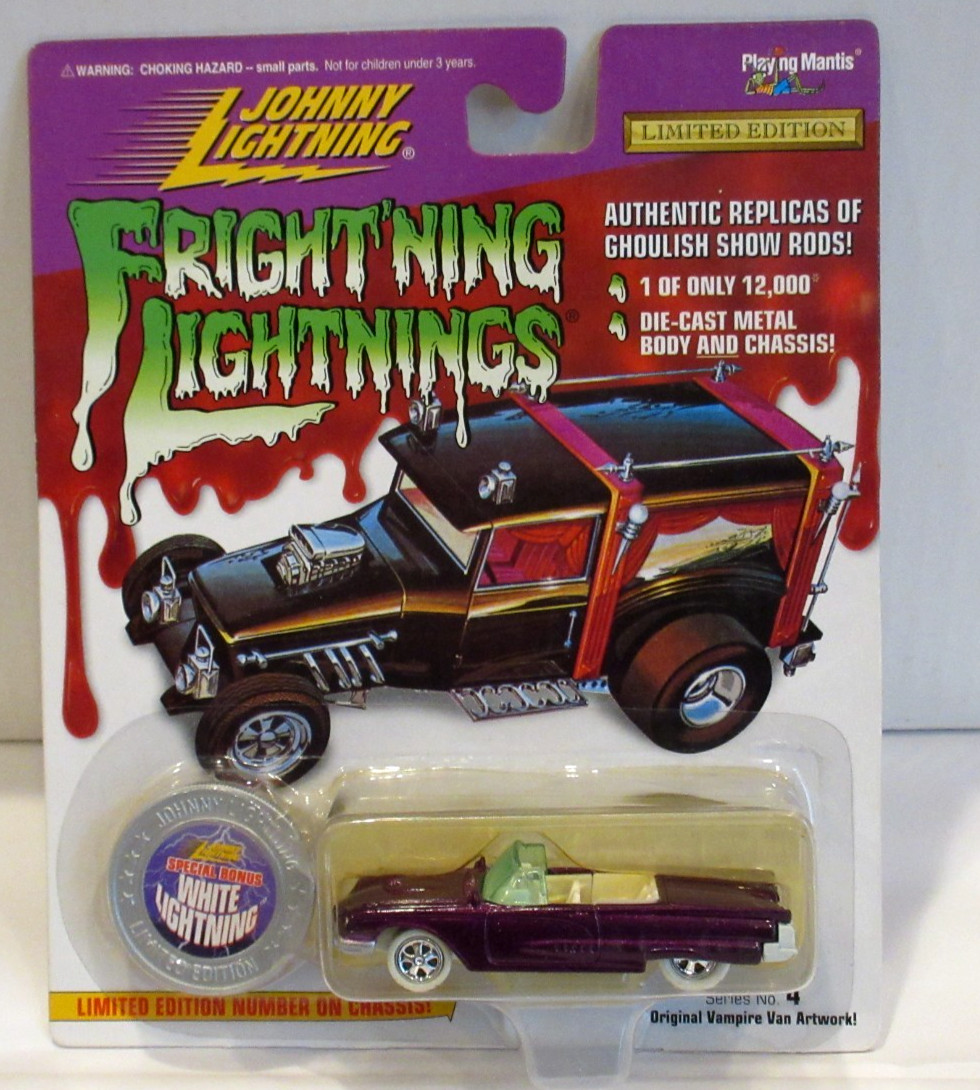 ⚠WARNING: CHOKING HAZARD -- small parts. Not for children under 3 years.
JOHNNY
LIGHTNING®
Playing Mantis®
LIMITED EDITION
FRIGHT'NING
LIGHTNINGS®
AUTHENTIC REPLICAS OF
GHOULISH SHOW RODS!
1 OF ONLY 12,000*
DIE-CAST METAL
BODY AND CHASSIS!
JOHNNY LIGHTNING
SPECIAL BONUS
WHITE
LIGHTNING
LIMITED EDITION
LIMITED EDITION NUMBER ON CHASSIS!
Series No. 4
Original Vampire Van Artwork!